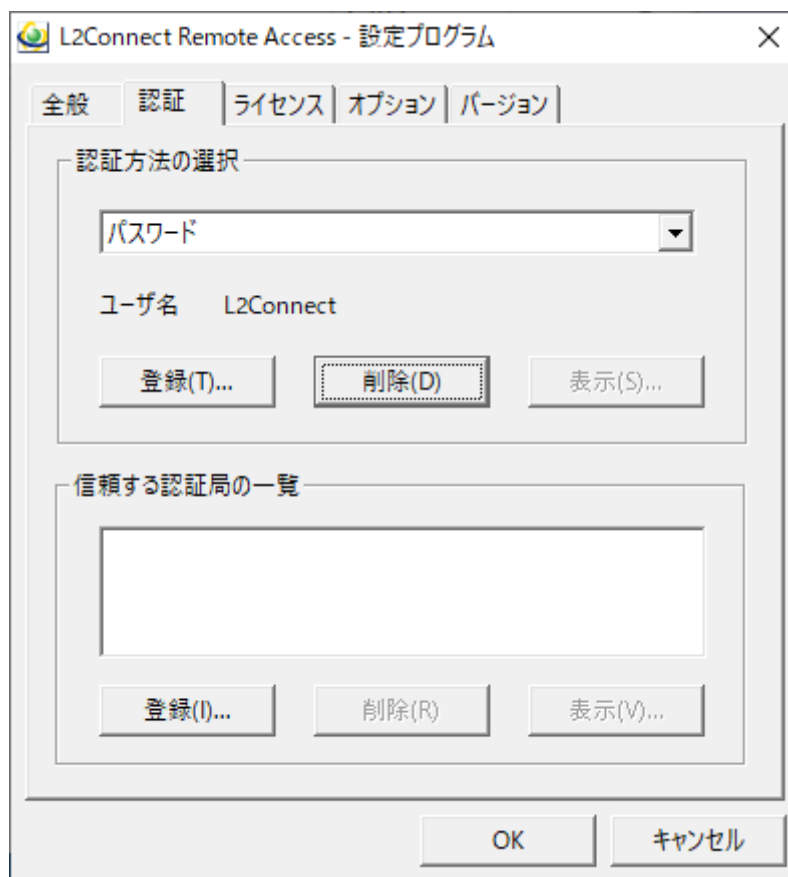 L2Connect Remote Access - 設定プログラム
全般 認証 ライセンス オプション バージョン
認証方法の選択
パスワード
ユーザ名 L2Connect
登録(T)... 削除(D) 表示(S)...
信頼する認証局の一覧
登録(I)... 削除(R) 表示(V)...
OK キャンセル